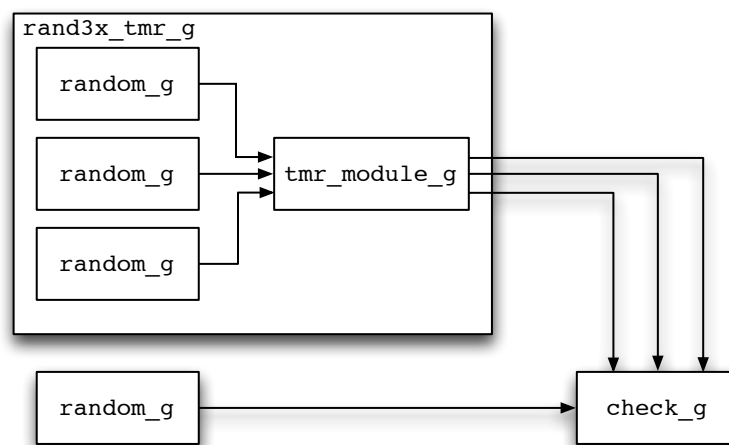 rand3x_tmr_g
random_g
random_g
tmr_module_g
random_g
random_g
check_g